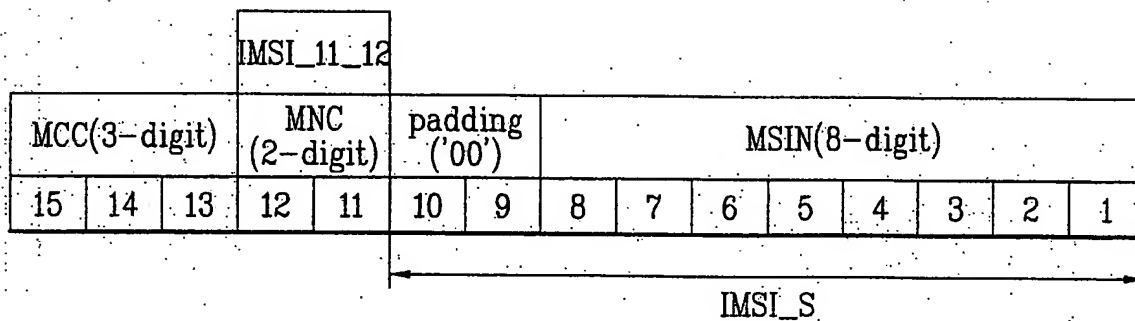 IMSI_11_12
MCC(3-digit)
MNC
(2-digit)
padding
('00')
MSIN(8-digit)
15 14 13 12 11 10 9 8 7 6 5 4 3 2 1
IMSI_S